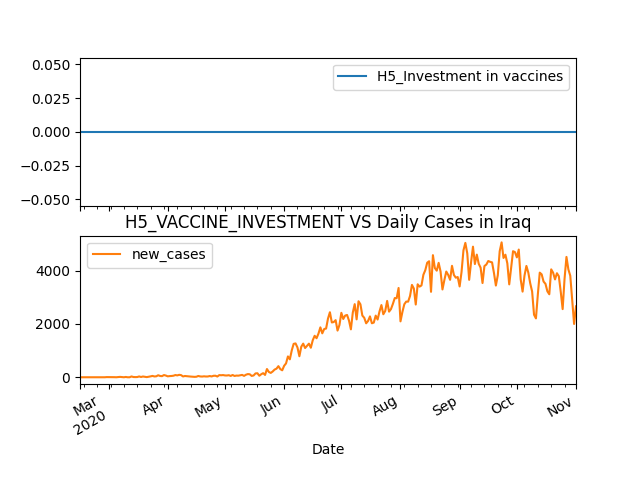 0.050
0.025
0.000
−0.025
−0.050
H5_Investment in vaccines
H5_VACCINE_INVESTMENT VS Daily Cases in Iraq
new_cases
4000
2000
0
Mar
2020
Apr
May
Jun
Jul
Aug
Sep
Oct
Nov
Date